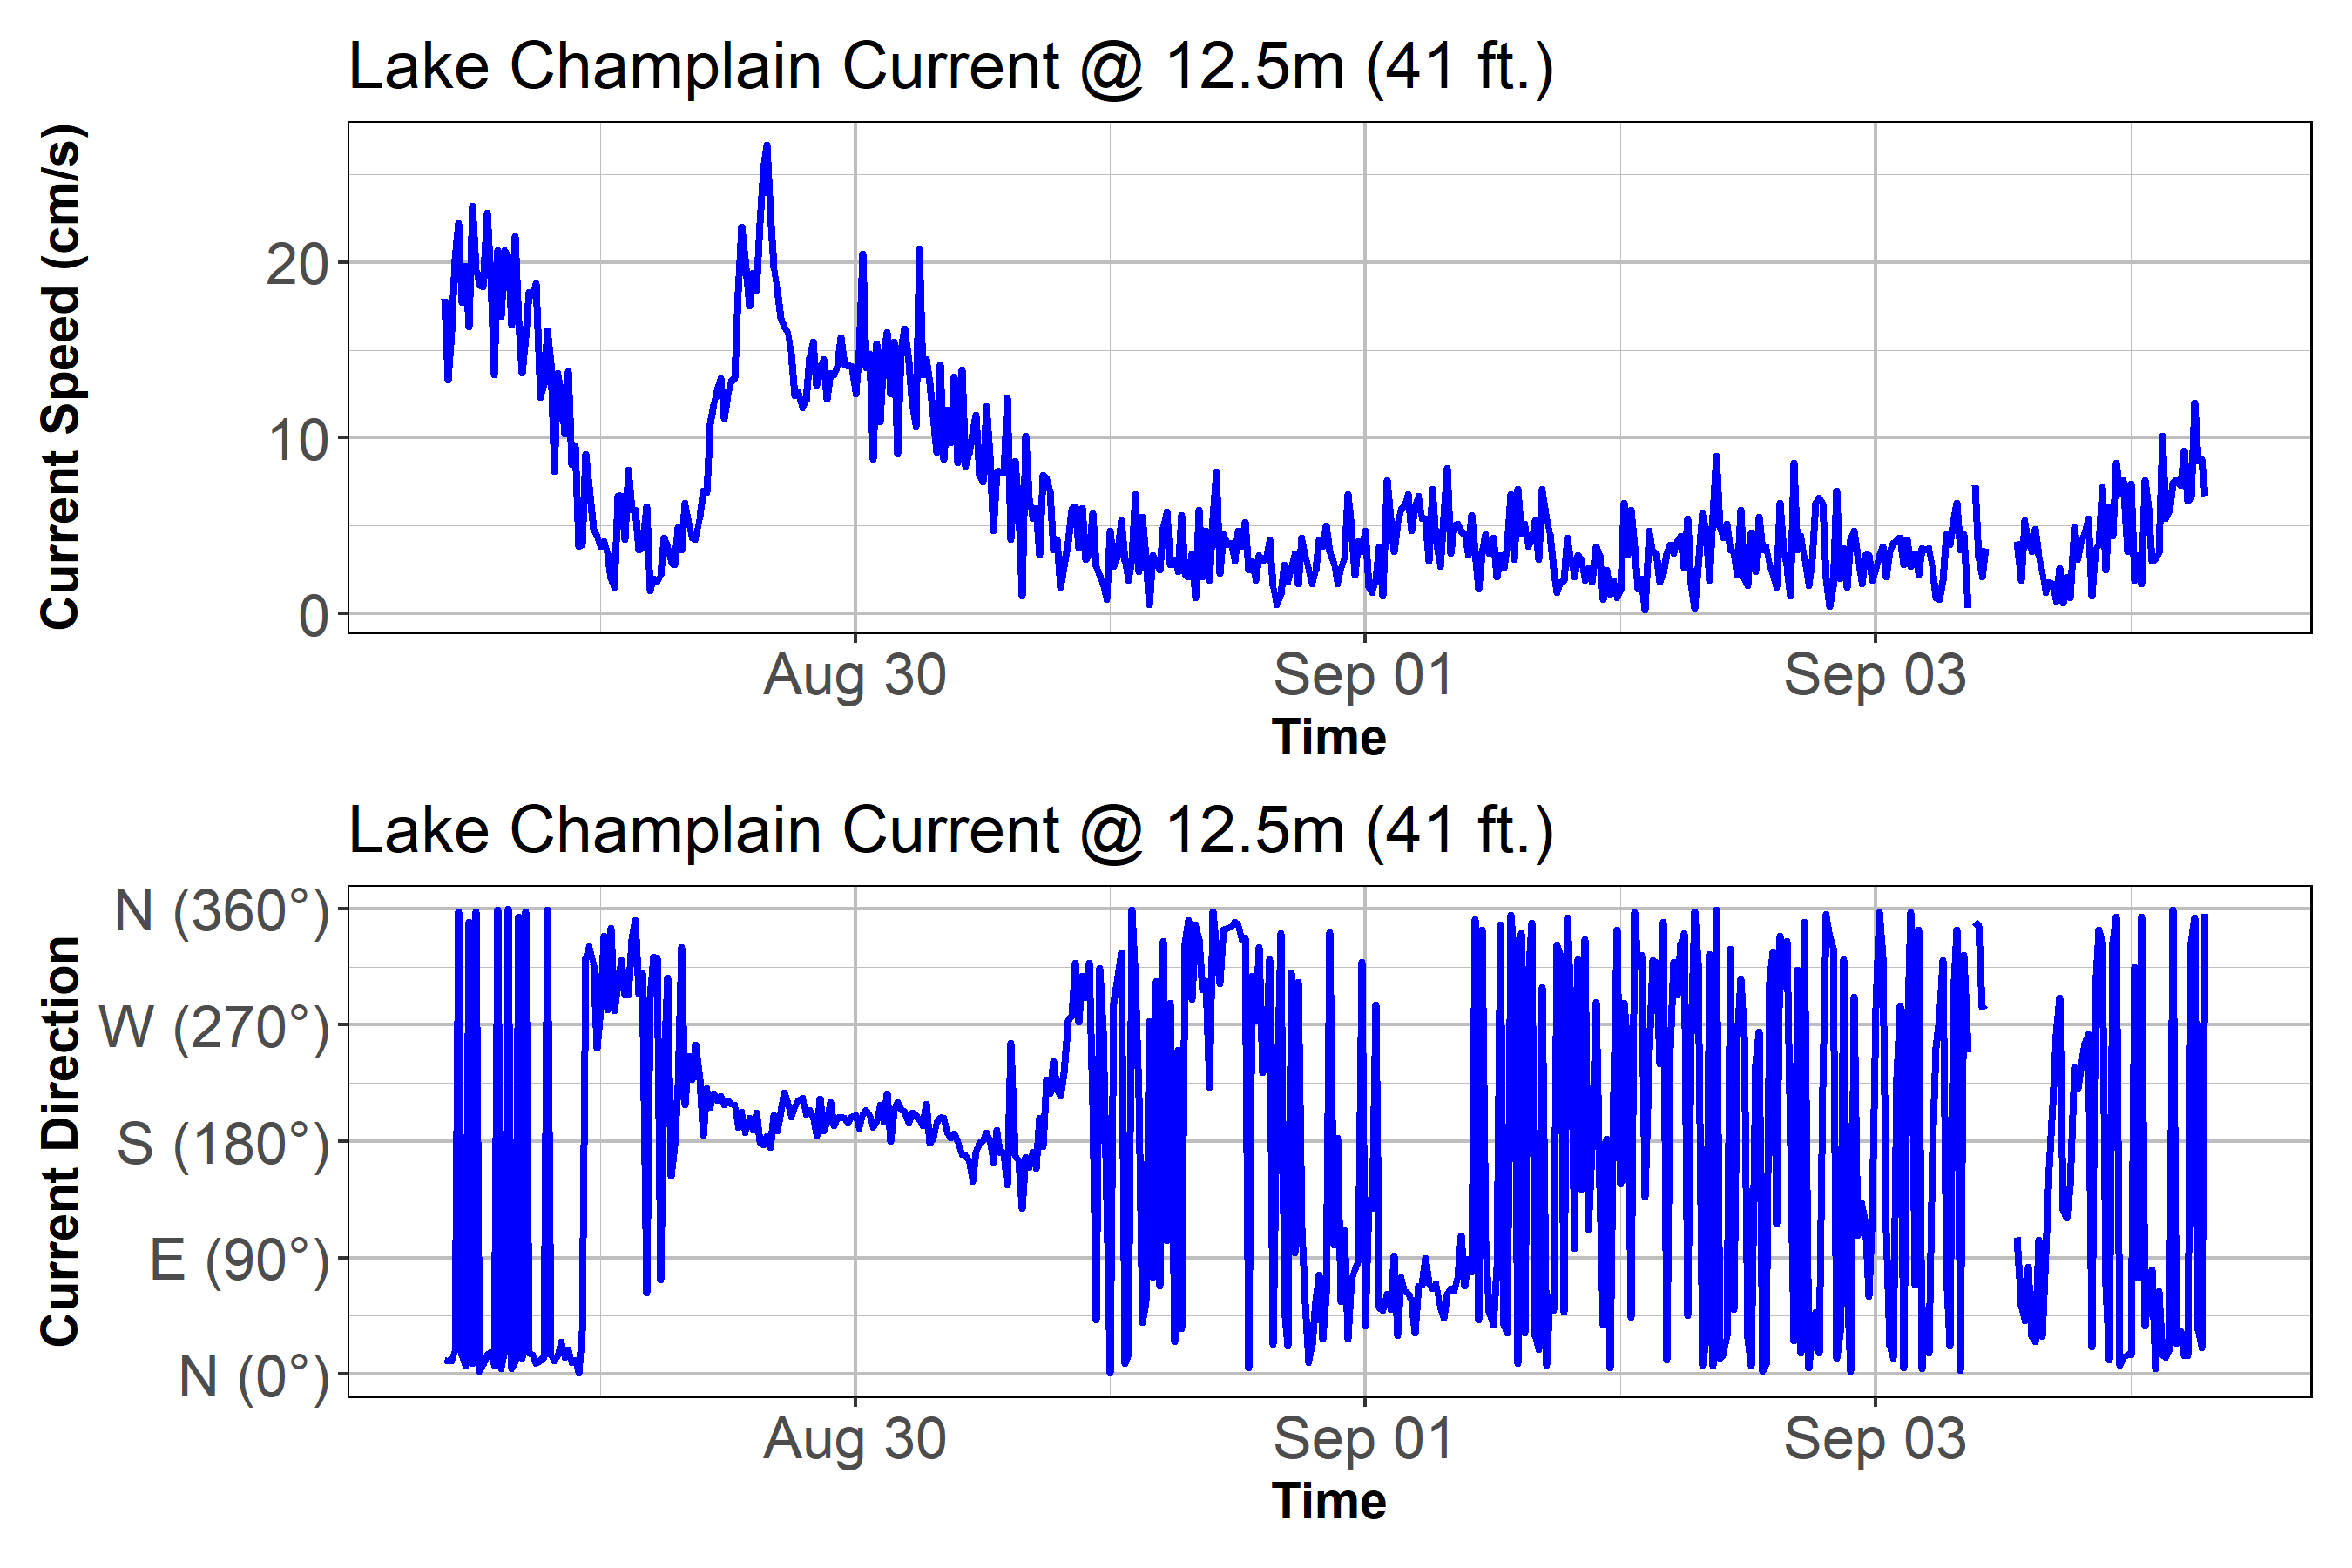 Lake Champlain Current @ 12.5m (41 ft.)
Current Speed (cm/s)
20
10
0
Aug 30 Sep 01 Sep 03
Time
Lake Champlain Current @ 12.5m (41 ft.)
Current Direction
N (360°)
W (270°)
S (180°)
E (90°)
N (0°)
Aug 30 Sep 01 Sep 03
Time